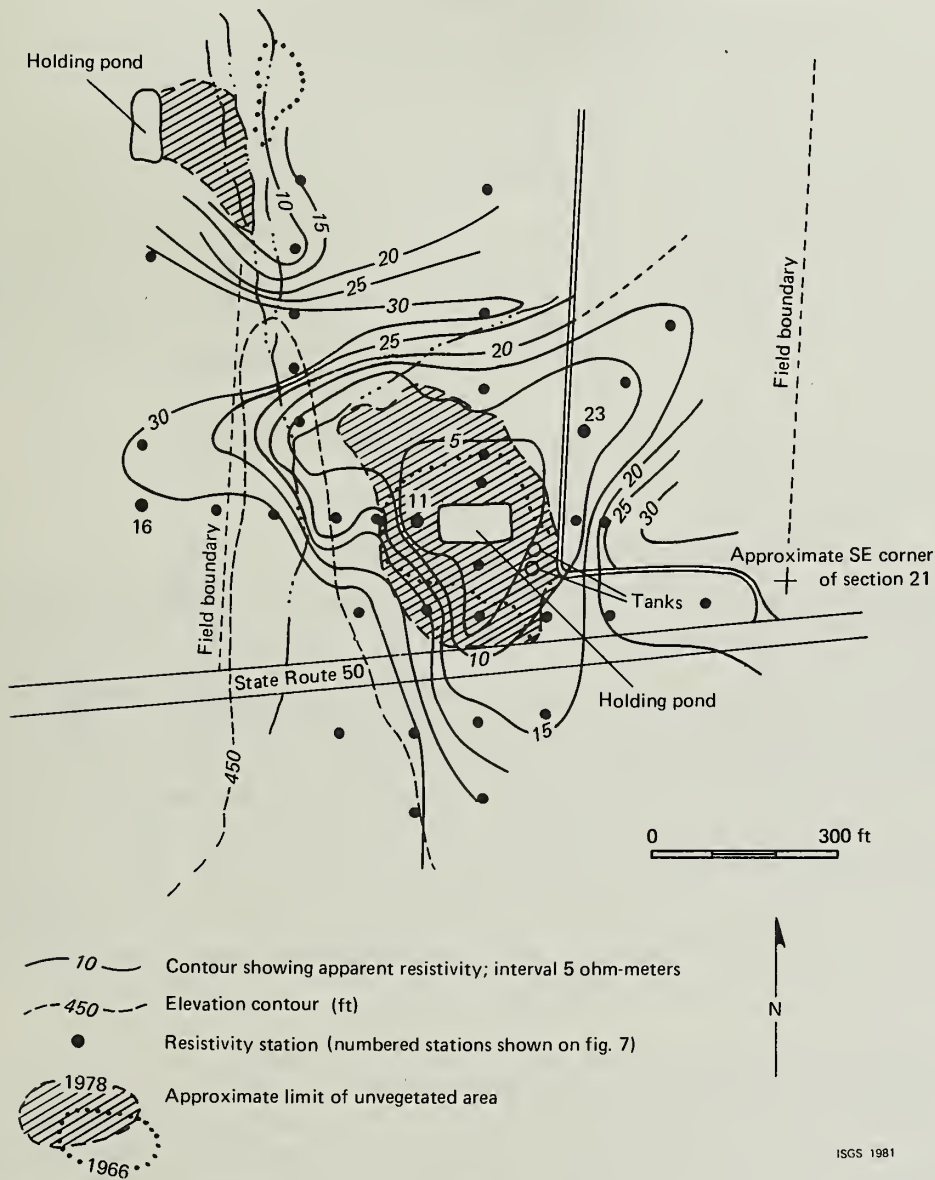 Holding pond
10
15
20
25
30
25
20
30
5
23
11
16
20
25
30
Field boundary
Approximate SE corner
of section 21
Tanks
Field boundary
10
State Route 50
Holding pond
15
450
0 300 ft
10 Contour showing apparent resistivity; interval 5 ohm-meters
450 Elevation contour (ft)
Resistivity station (numbered stations shown on fig. 7)
1978
Approximate limit of unvegetated area
1966
N
ISGS 1981